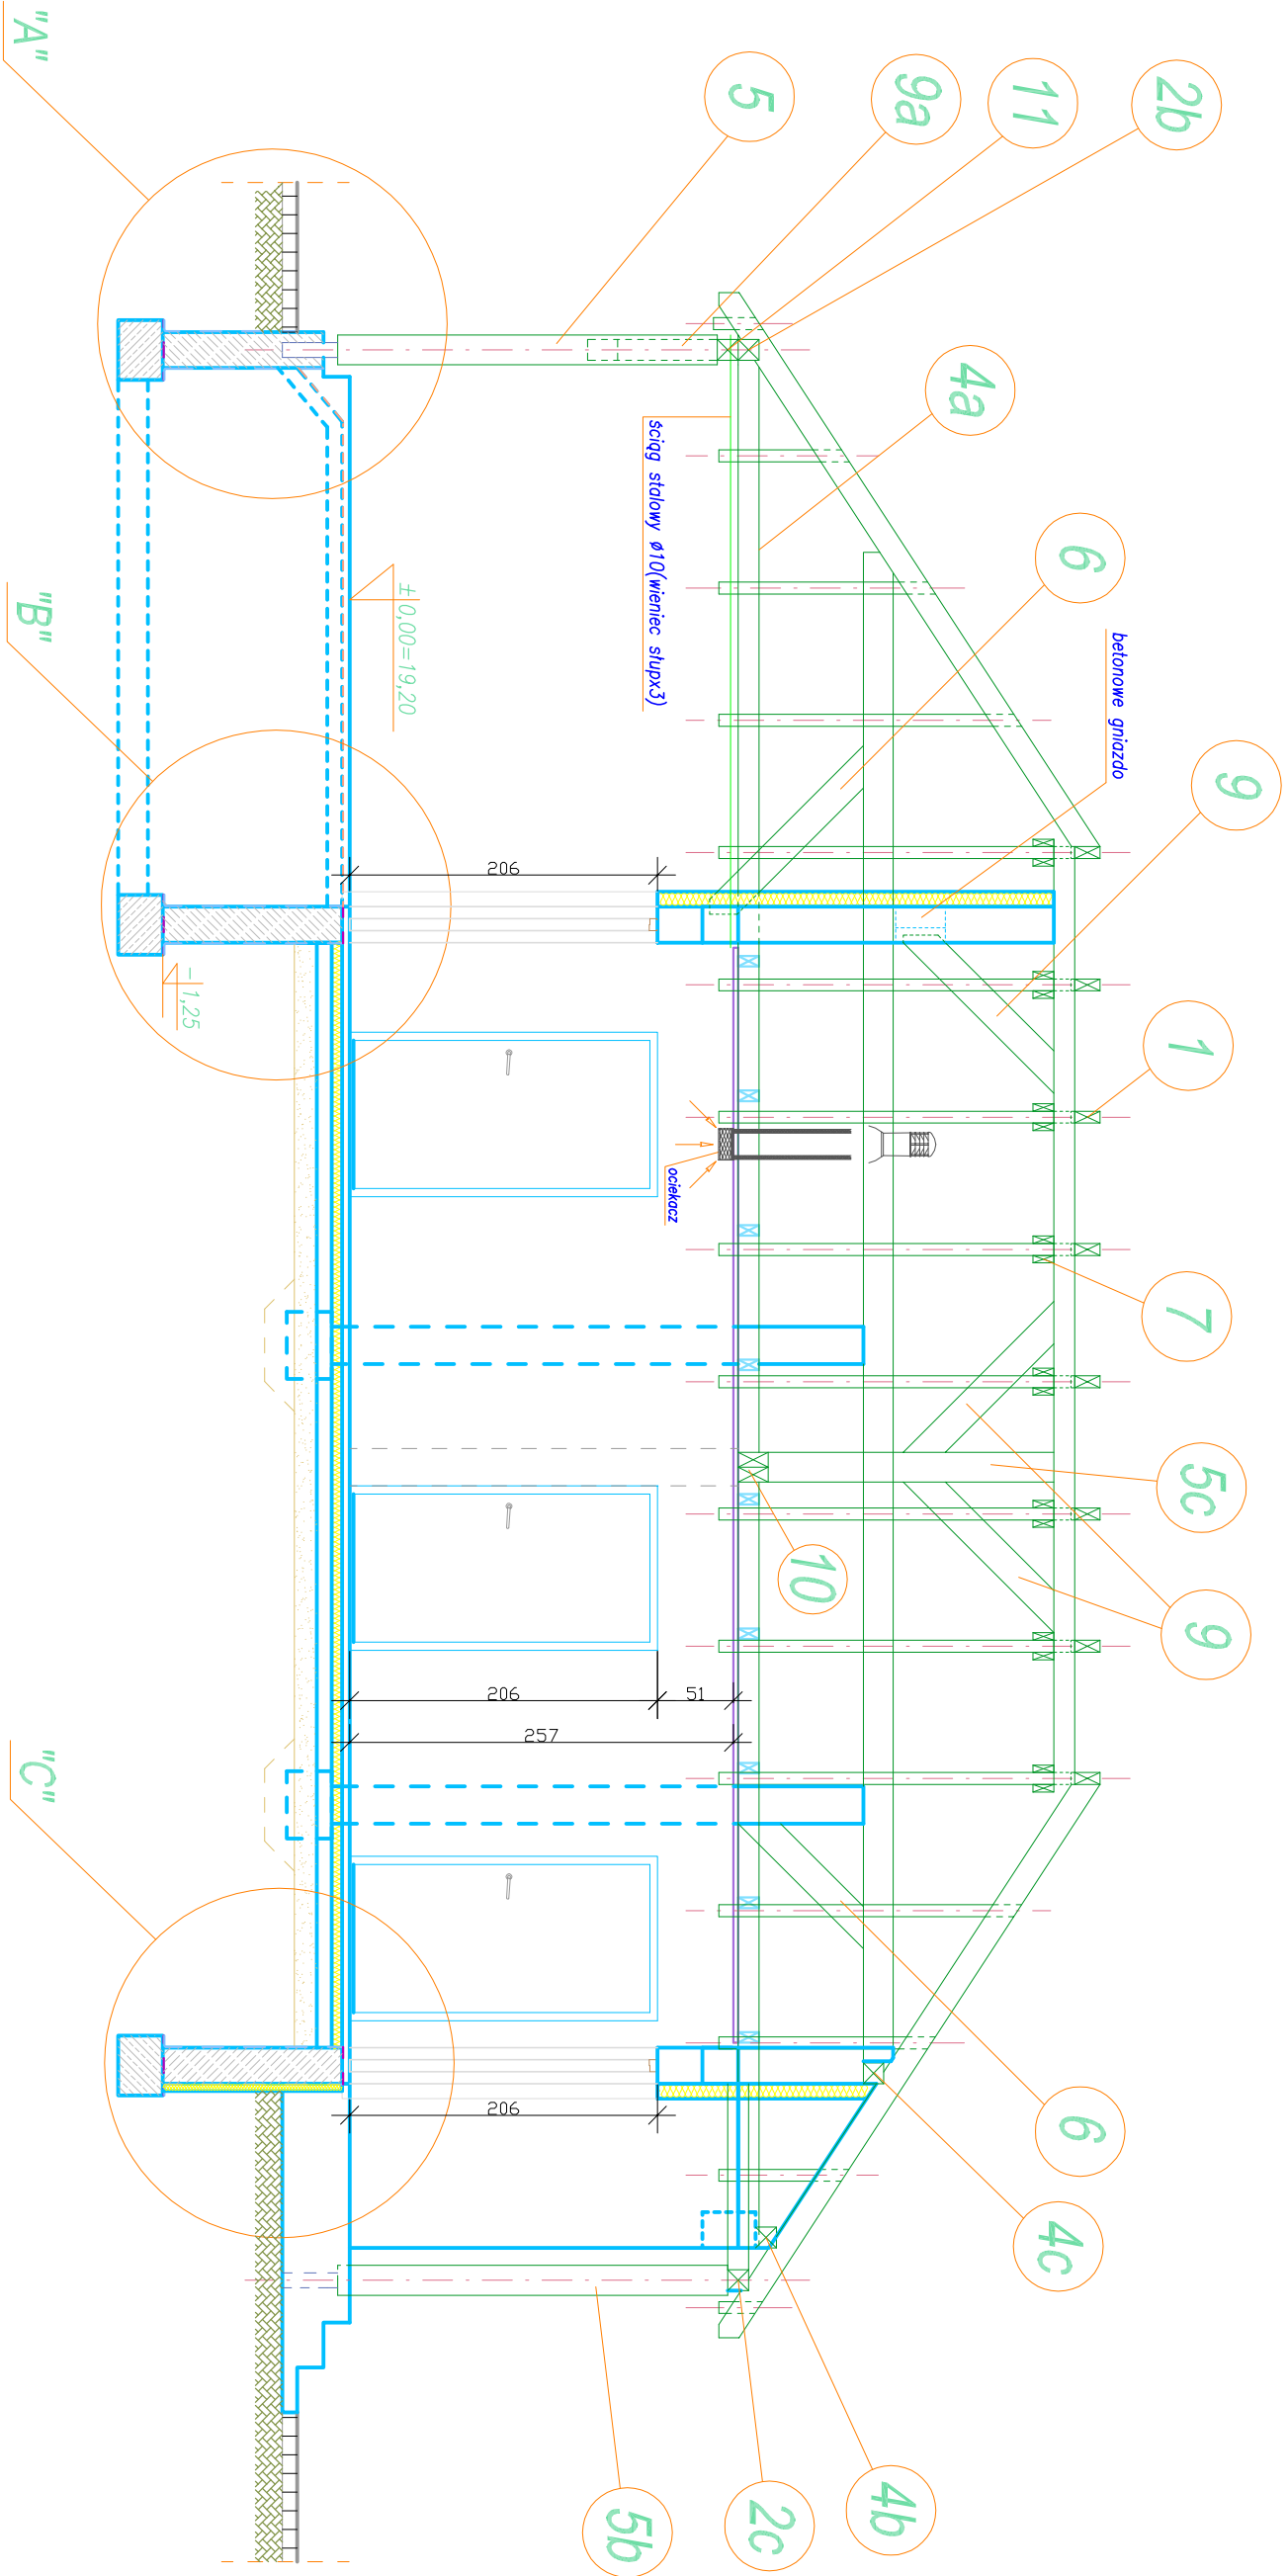 "A"
5
9a
11
2b
4a
ściąg stalowy ø10(wieniec słupx3)
6
betonowe gniazdo
9
± 0,00=19,20
"B"
206
-1,25
1
ociekacz
7
5c
10
9
206
51
257
"C"
6
4c
206
4b
2c
5b